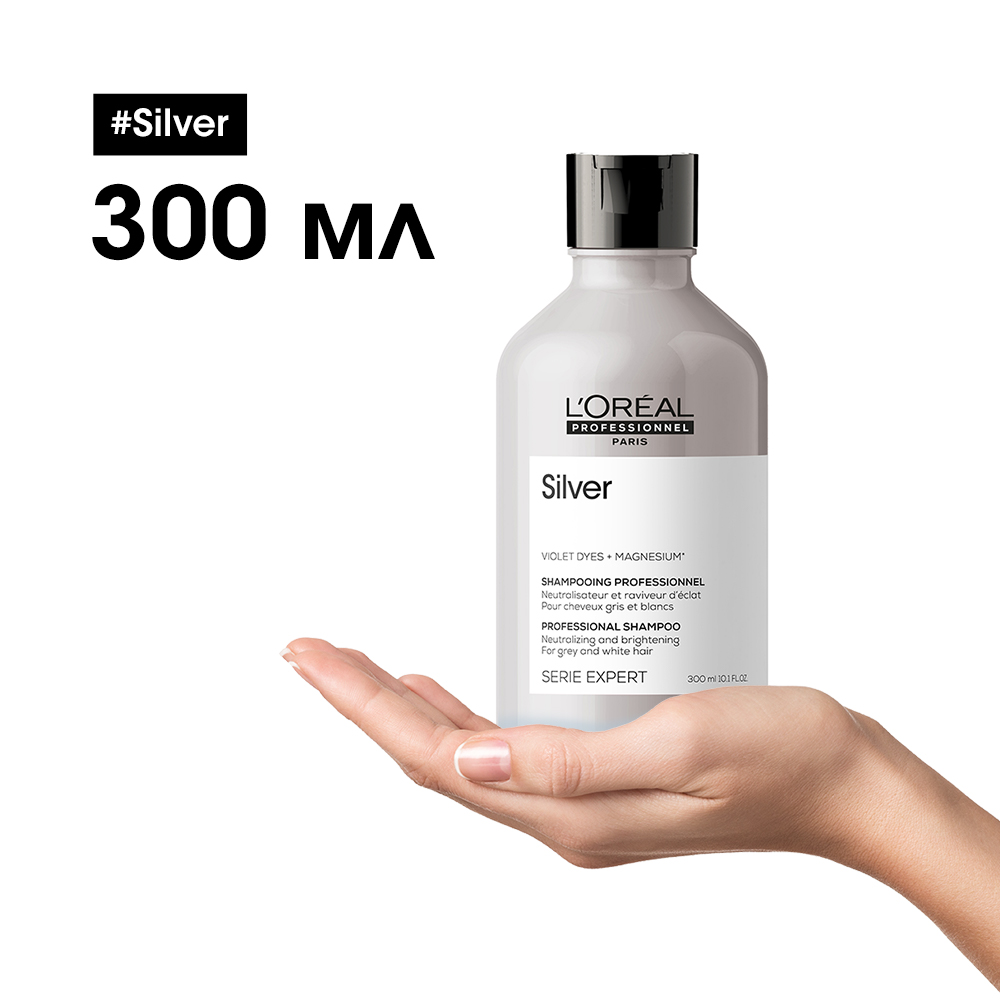 #Silver
300 мл
L'ORÉAL
PROFESSIONNEL
PARIS
Silver
VIOLET DYES + MAGNESIUM*
SHAMPOOING PROFESSIONNEL
Neutralisateur et raviveur d'éclat
Pour cheveux gris et blancs
PROFESSIONAL SHAMPOO
Neutralizing and brightening
For grey and white hair
SERIE EXPERT
300 ml 10.1 FL.OZ.